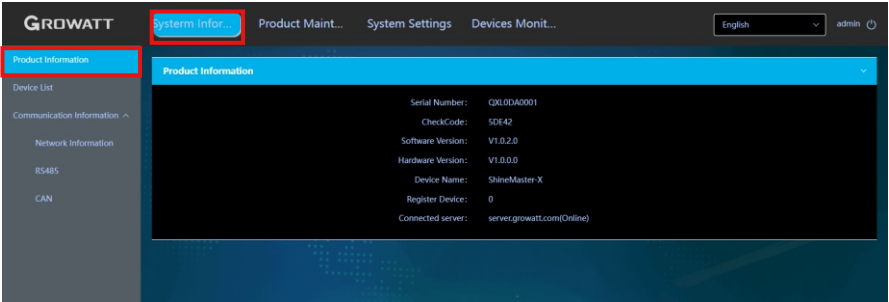 GROWATT
Systerm Infor... Product Maint... System Settings Devices Monit... English admin
Product Information
Device List
Communication Information
Network Information
RS485
CAN
Product Information
Serial Number: QXL0DA0001
CheckCode: 5DE42
Software Version: V1.0.2.0
Hardware Version: V1.0.0.0
Device Name: ShineMaster-X
Register Device: 0
Connected server: server.growatt.com(Online)